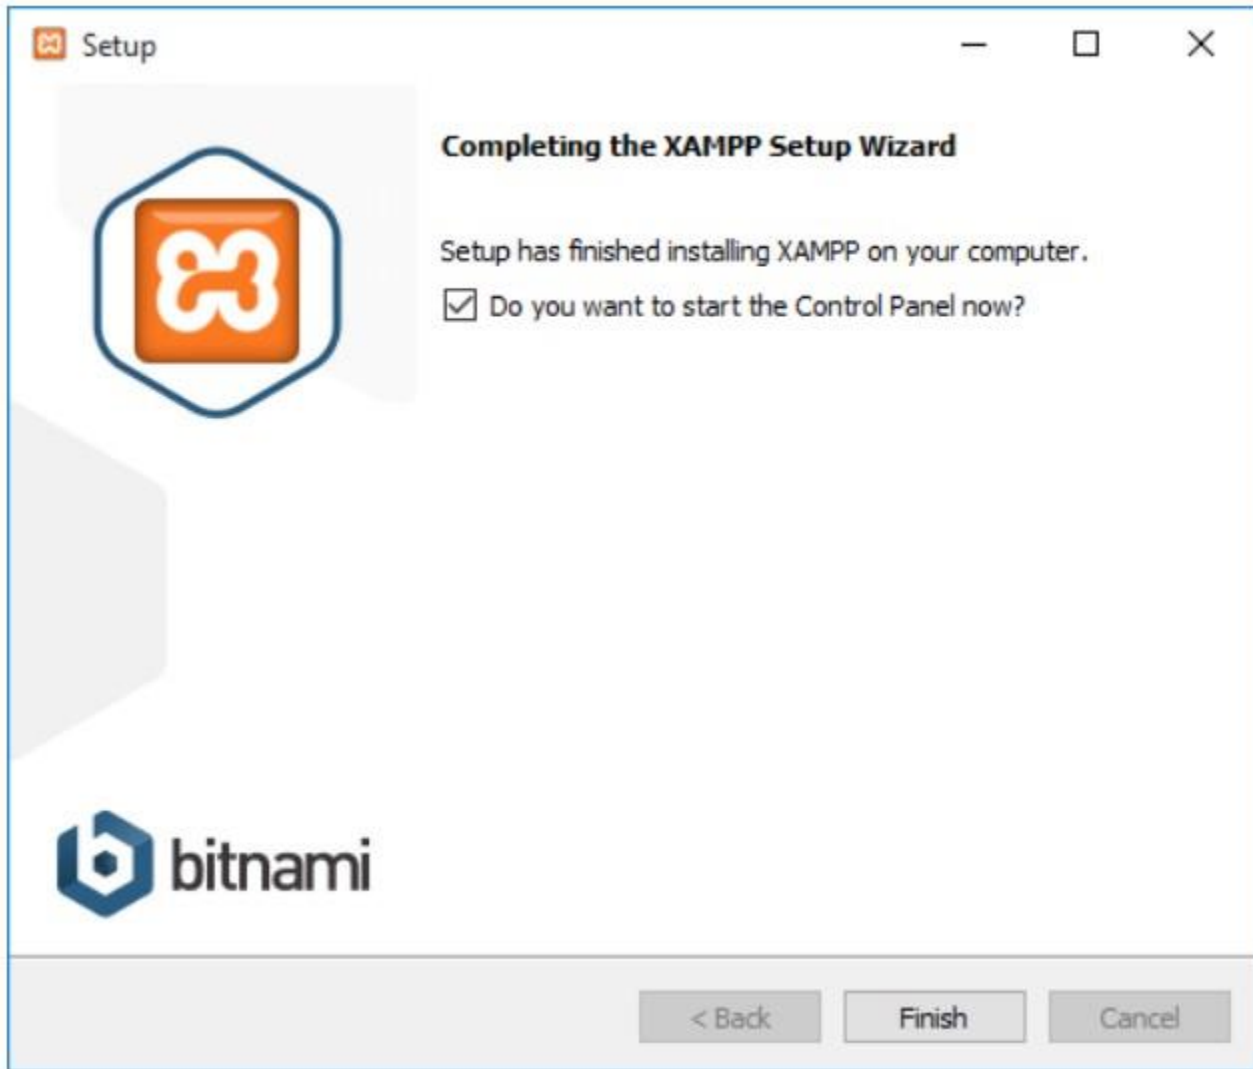 Setup
Completing the XAMPP Setup Wizard
Setup has finished installing XAMPP on your computer.
Do you want to start the Control Panel now?
bitnami
< Back
Finish
Cancel